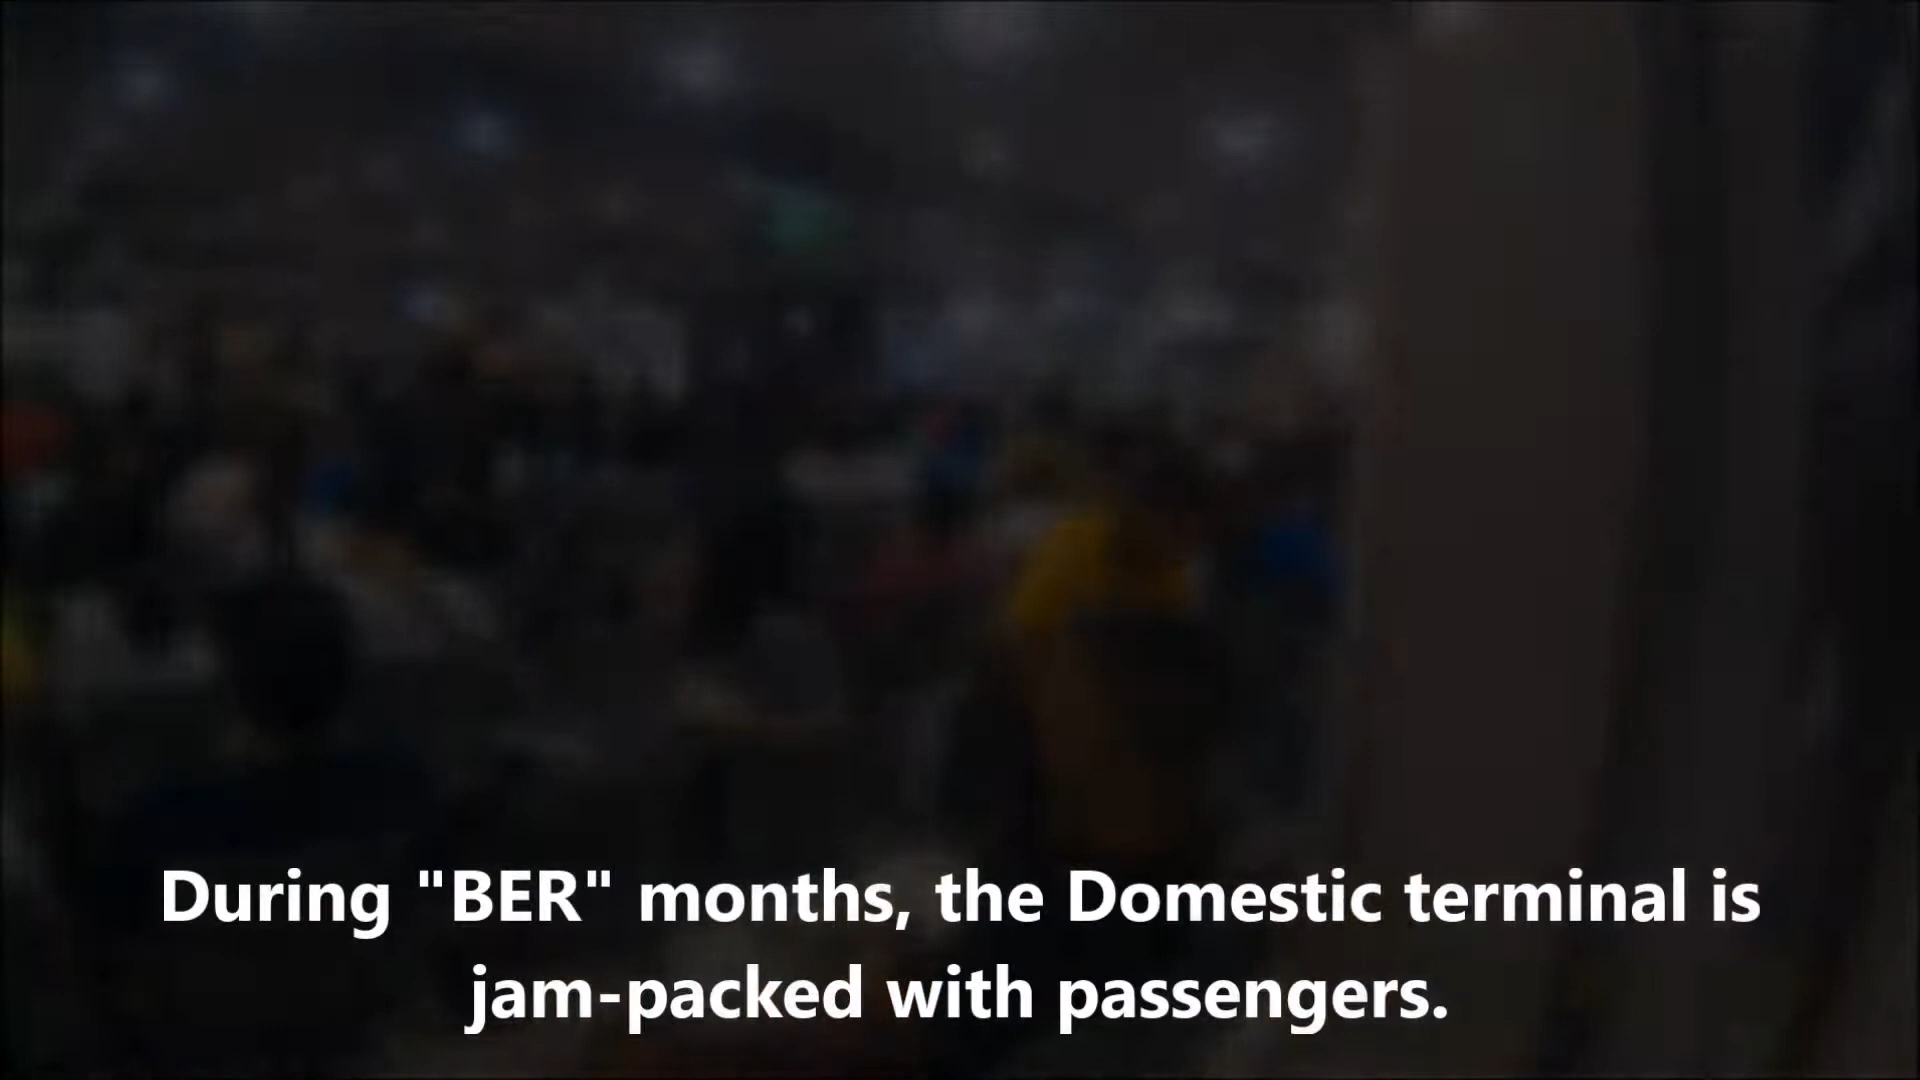 During "BER" months, the Domestic terminal is
jam-packed with passengers.